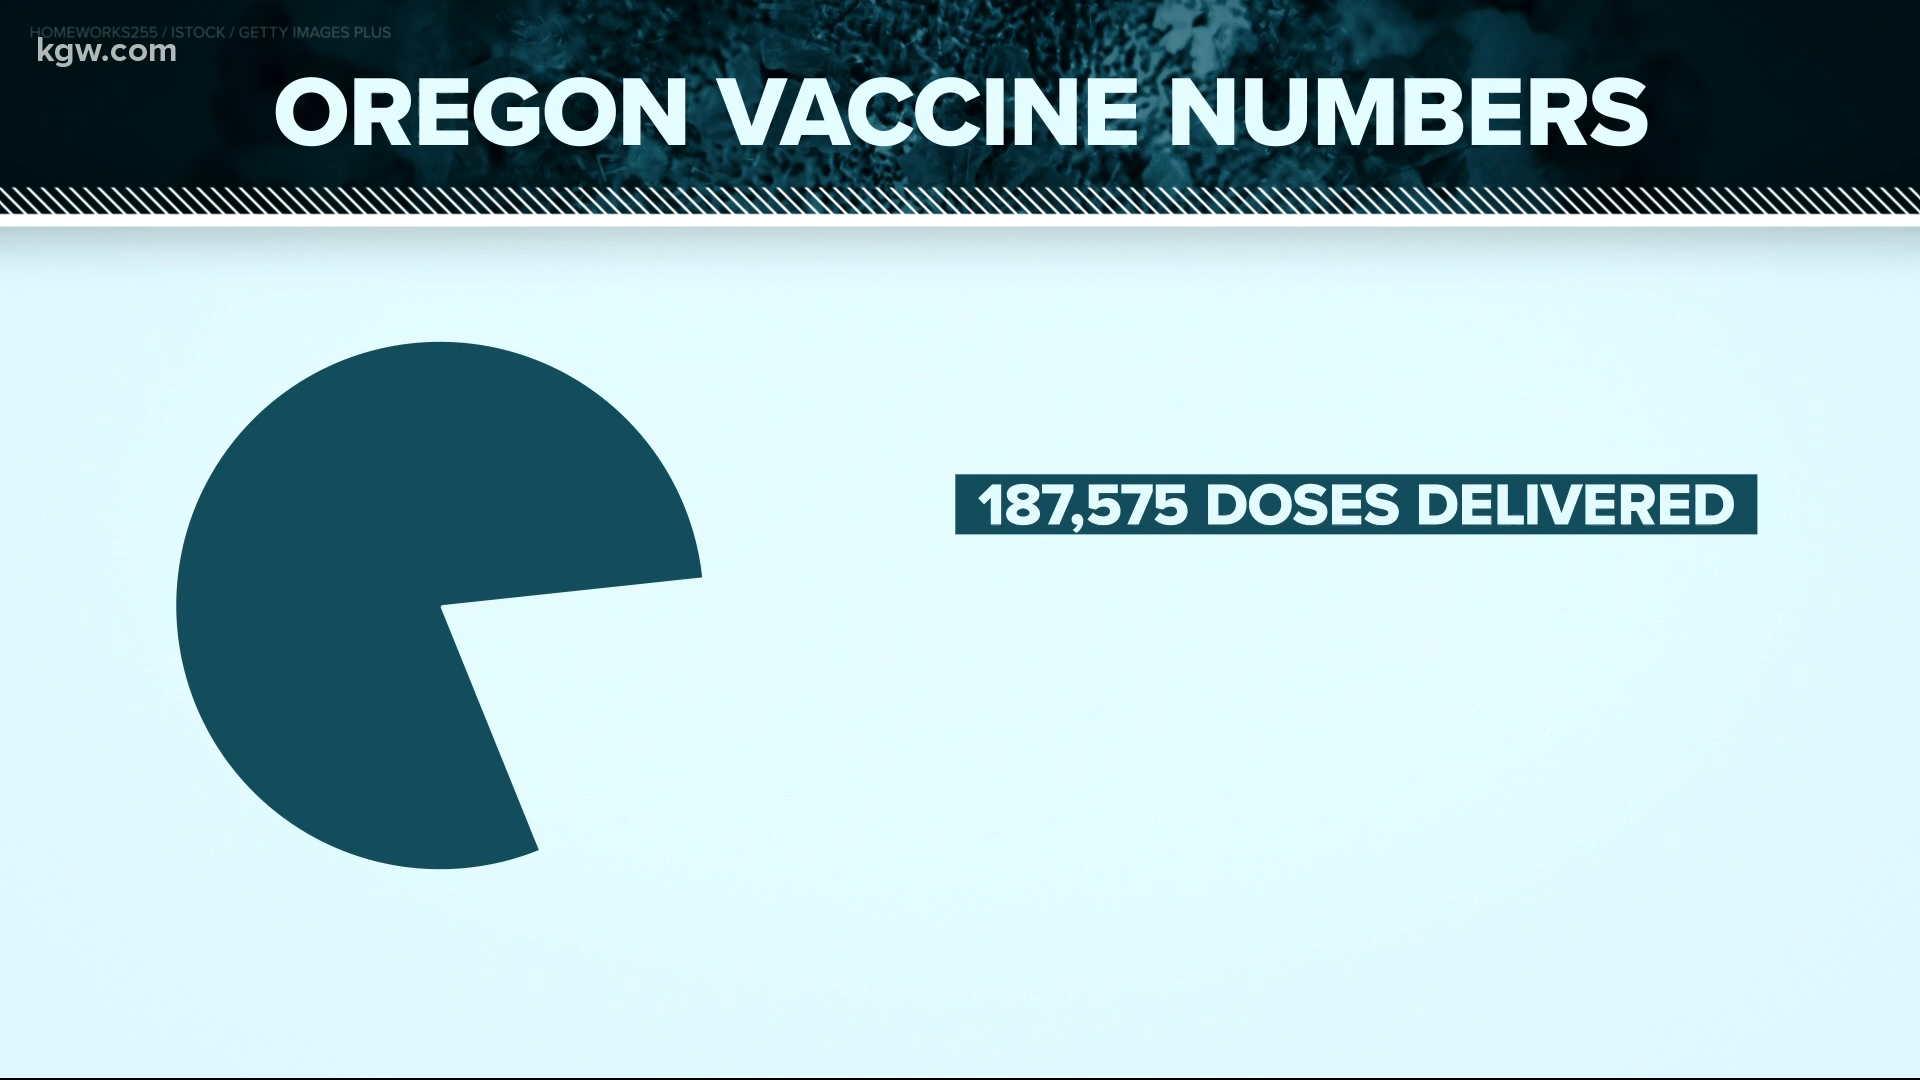 HOMEWORKS255 / ISTOCK / GETTY IMAGES PLUS
kgw.com
OREGON VACCINE NUMBERS
187,575 DOSES DELIVERED